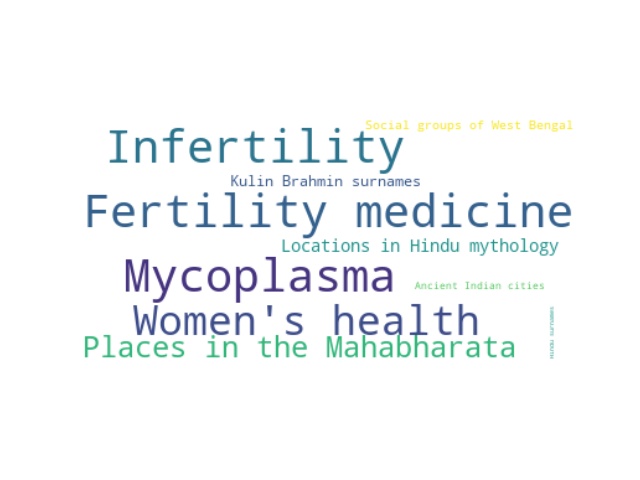 Social groups of West Bengal
Infertility
Kulin Brahmin surnames
Fertility medicine
Locations in Hindu mythology
Mycoplasma
Ancient Indian cities
Women's health
Places in the Mahabharata